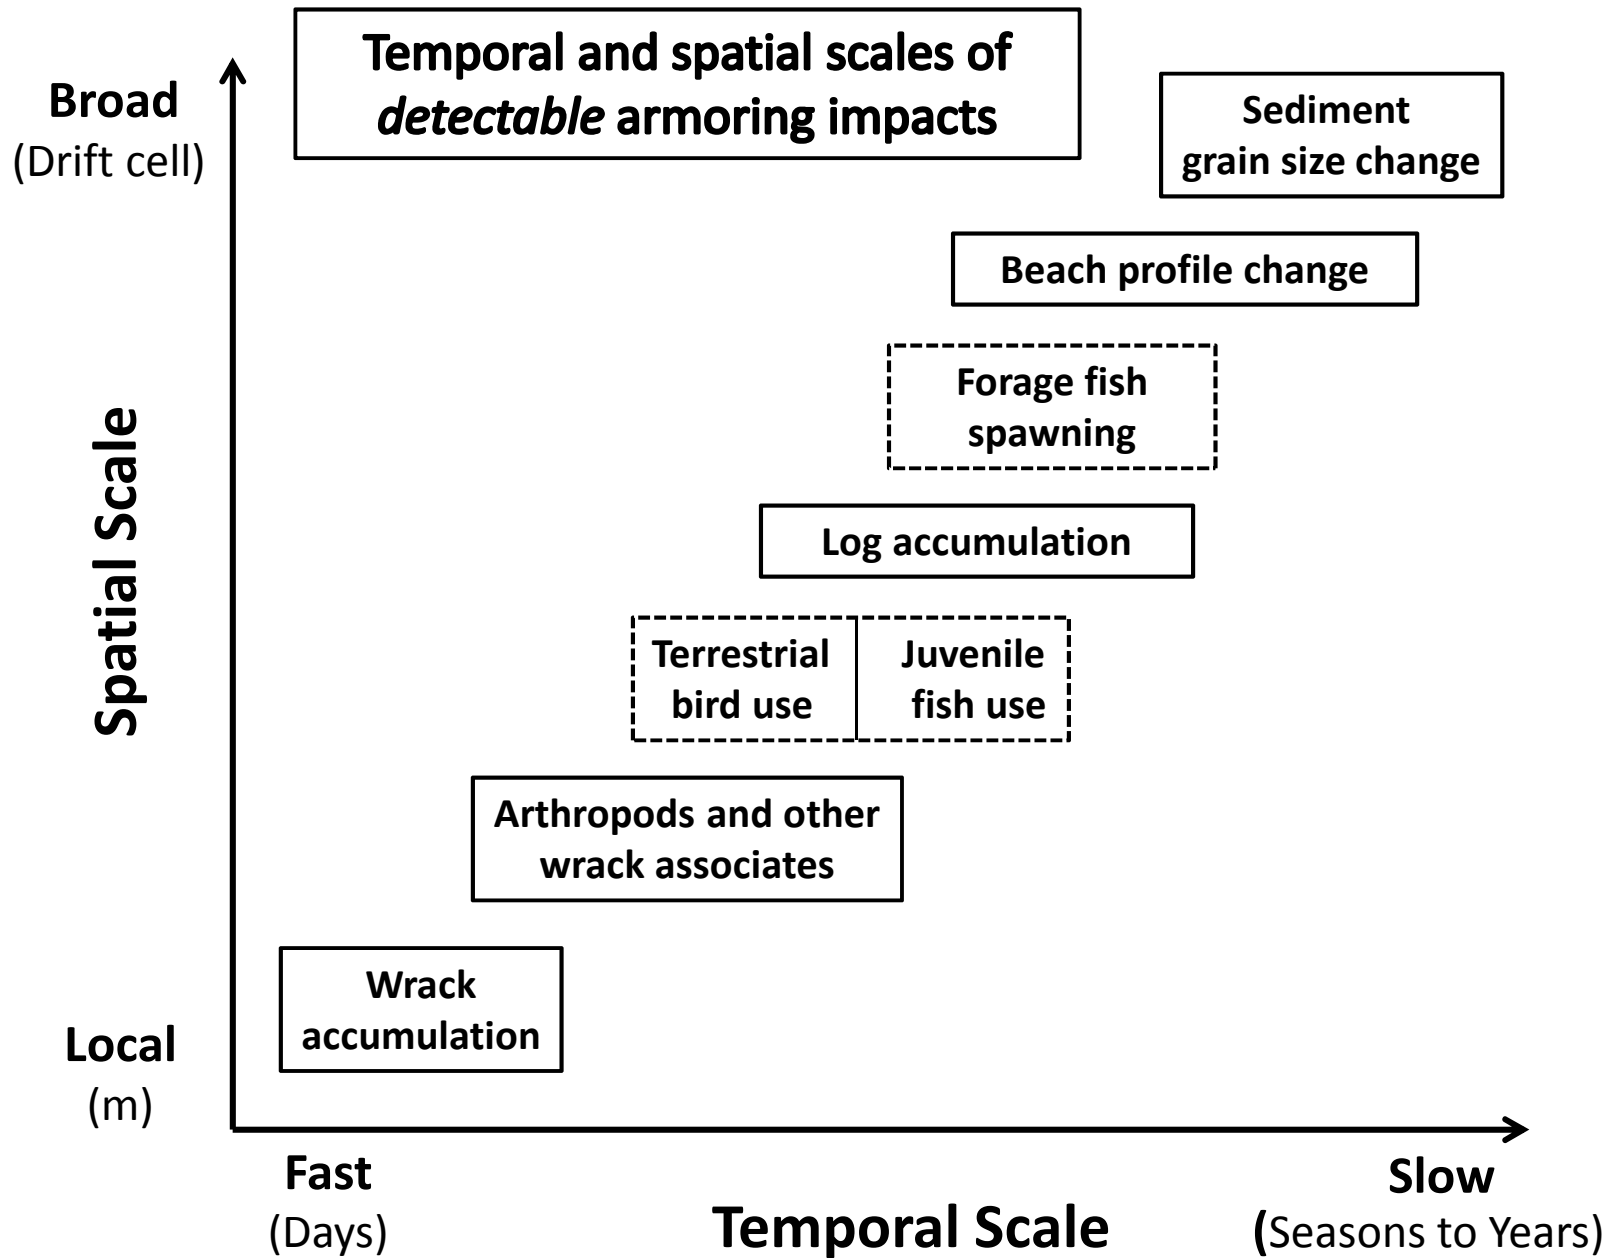 Temporal and spatial scales of
detectable armoring impacts
Broad
(Drift cell)
Sediment
grain size change
Beach profile change
Forage fish
spawning
Spatial Scale
Log accumulation
Terrestrial
bird use
Juvenile
fish use
Arthropods and other
wrack associates
Wrack
accumulation
Local
(m)
Fast
(Days)
Temporal Scale
Slow
(Seasons to Years)